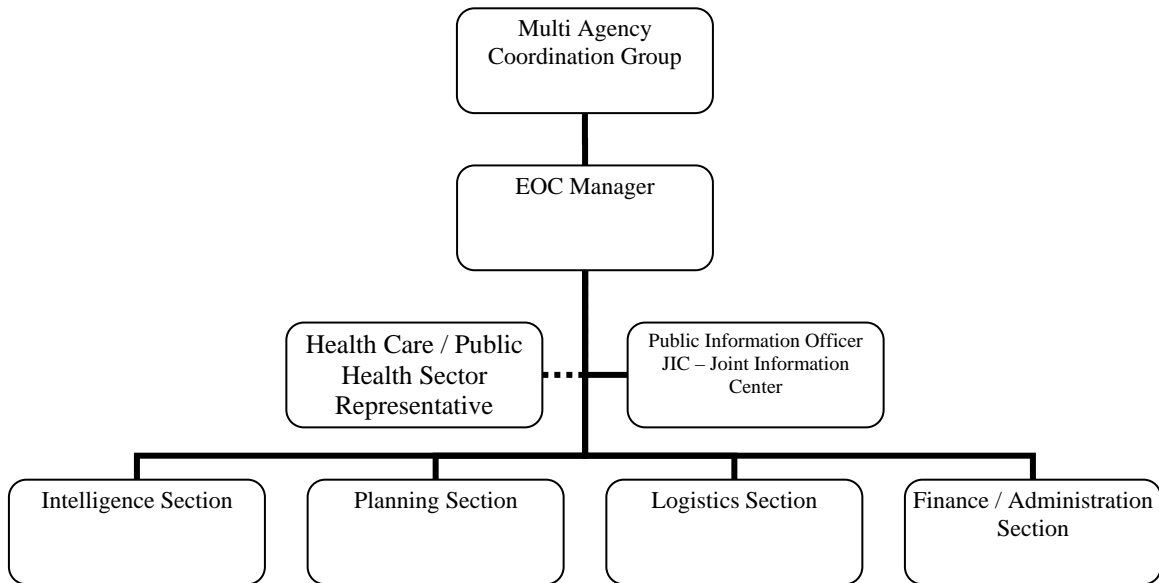 Multi Agency
Coordination Group
EOC Manager
Health Care / Public
Health Sector
Representative
Public Information Officer
JIC – Joint Information
Center
Intelligence Section
Planning Section
Logistics Section
Finance / Administration
Section